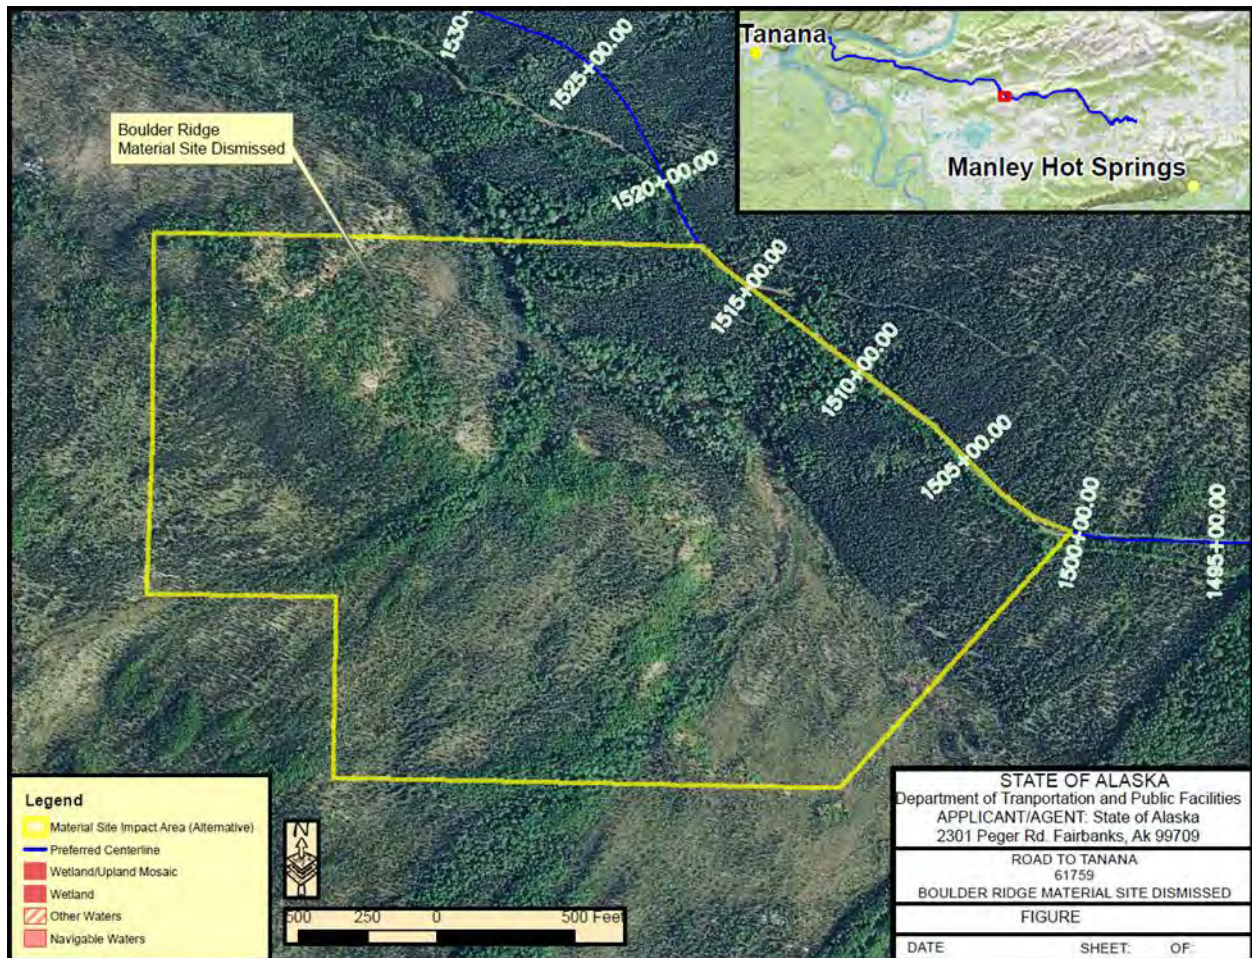 1530+
1525+00.00
1520+00.00
1515+00.00
1510+00.00
1505+00.00
1500+00.00
1495+00.00
Boulder Ridge
Material Site Dismissed
Tanana
Manley Hot Springs
Legend
Material Site Impact Area (Alternative)
Preferred Centerline
Wetland/Upland Mosaic
Wetland
Other Waters
Navigable Waters
N
500 250 0 500 Feet
STATE OF ALASKA
Department of Tranportation and Public Facilities
APPLICANT/AGENT: State of Alaska
2301 Peger Rd. Fairbanks, Ak 99709
ROAD TO TANANA
61759
BOULDER RIDGE MATERIAL SITE DISMISSED
FIGURE
DATE SHEET: OF: